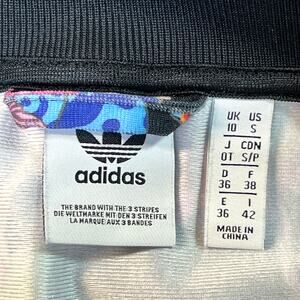 adidas
THE BRAND WITH THE 3 STRIPES
DIE WELTMARKE MIT DEN 3 STREIFEN
LA MARQUE AUX 3 BANDES
UK US
10 S
J CDN
OT S/P
D F
36 38
E I
36 42
MADE IN
CHINA